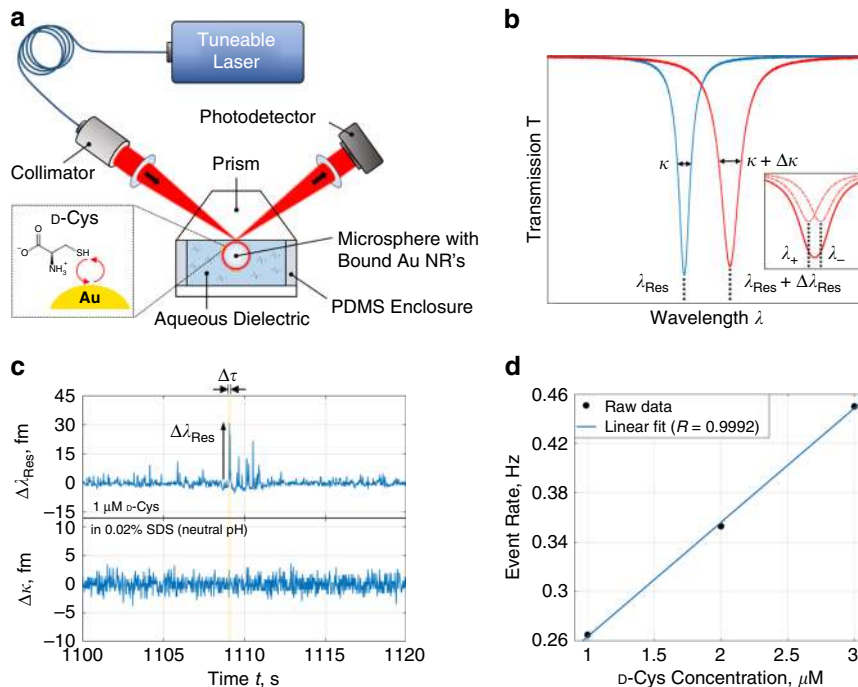 a
Tuneable
Laser
Photodetector
Collimator
Prism
D-Cys
O
⁻O
SH
NH₃⁺
Au
Microsphere with
Bound Au NR's
PDMS Enclosure
Aqueous Dielectric
b
Transmission T
κ
κ + Δκ
λ₊
λ₋
λRes
λRes + ΔλRes
Wavelength λ
c
Δτ
45
30
15
0
−15
ΔλRes, fm
ΔλRes
1 μM D-Cys
in 0.02% SDS (neutral pH)
10
5
0
−5
−10
Δκ, fm
1100
1105
1110
1115
1120
Time t, s
d
0.46
0.42
0.38
0.34
0.3
0.26
Event Rate, Hz
Raw data
Linear fit (R = 0.9992)
1
1.5
2
2.5
3
D-Cys Concentration, μM